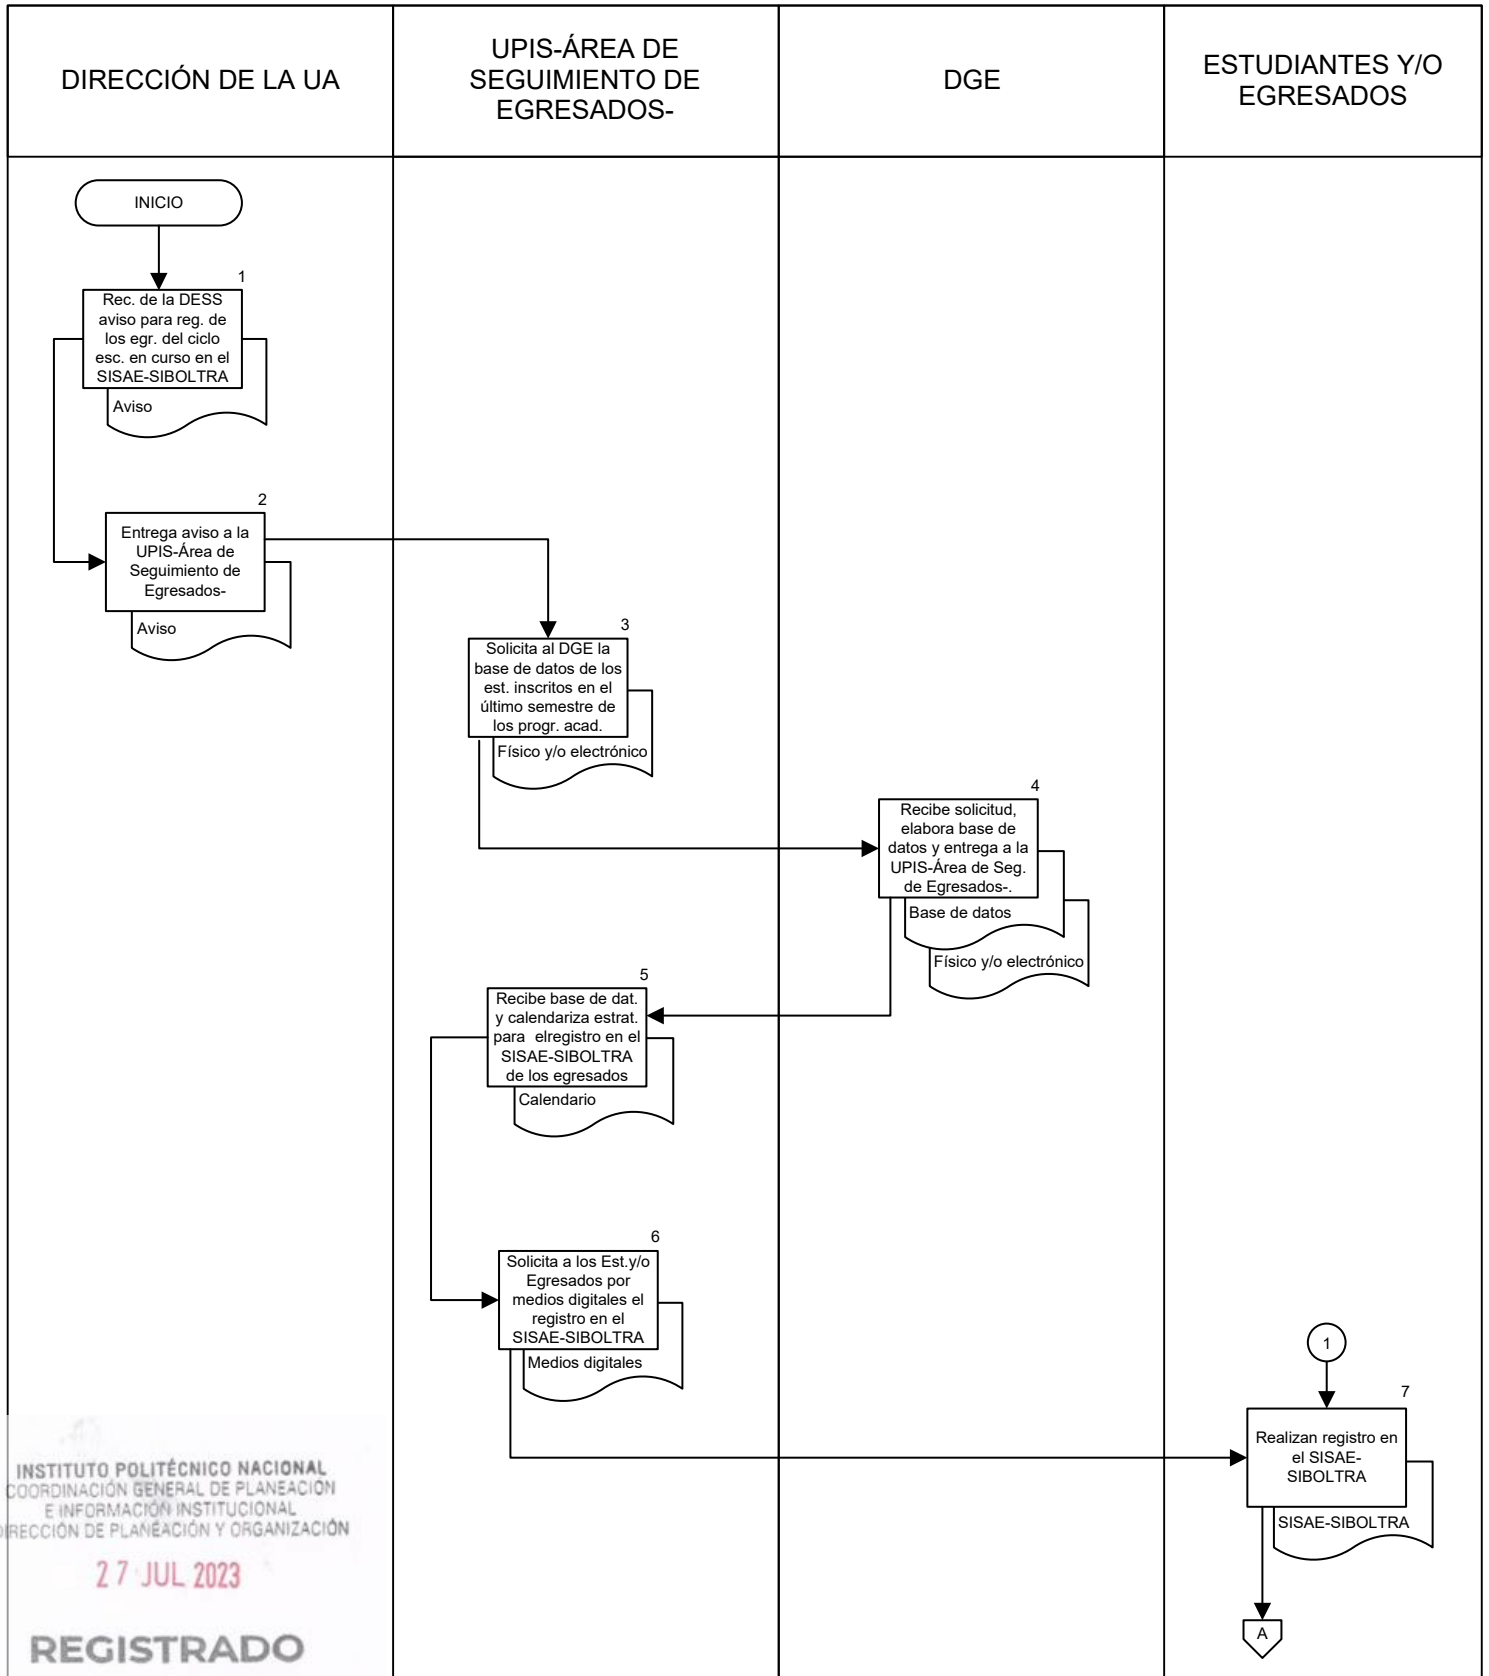 DIRECCIÓN DE LA UA
UPIS-ÁREA DE
SEGUIMIENTO DE
EGRESADOS-
DGE
ESTUDIANTES Y/O
EGRESADOS
INICIO
1
Rec. de la DESS
aviso para reg. de
los egr. del ciclo
esc. en curso en el
SISAE-SIBOLTRA
Aviso
2
Entrega aviso a la
UPIS-Área de
Seguimiento de
Egresados-
Aviso
3
Solicita al DGE la
base de datos de los
est. inscritos en el
último semestre de
los progr. acad.
Físico y/o electrónico
4
Recibe solicitud,
elabora base de
datos y entrega a la
UPIS-Área de Seg.
de Egresados-.
Base de datos
Físico y/o electrónico
5
Recibe base de dat.
y calendariza estrat.
para elregistro en el
SISAE-SIBOLTRA
de los egresados
Calendario
6
Solicita a los Est.y/o
Egresados por
medios digitales el
registro en el
SISAE-SIBOLTRA
Medios digitales
1
7
Realizan registro en
el SISAE-
SIBOLTRA
SISAE-SIBOLTRA
A
INSTITUTO POLITÉCNICO NACIONAL
COORDINACIÓN GENERAL DE PLANEACIÓN
E INFORMACIÓN INSTITUCIONAL
DIRECCIÓN DE PLANEACIÓN Y ORGANIZACIÓN
27 JUL 2023
REGISTRADO